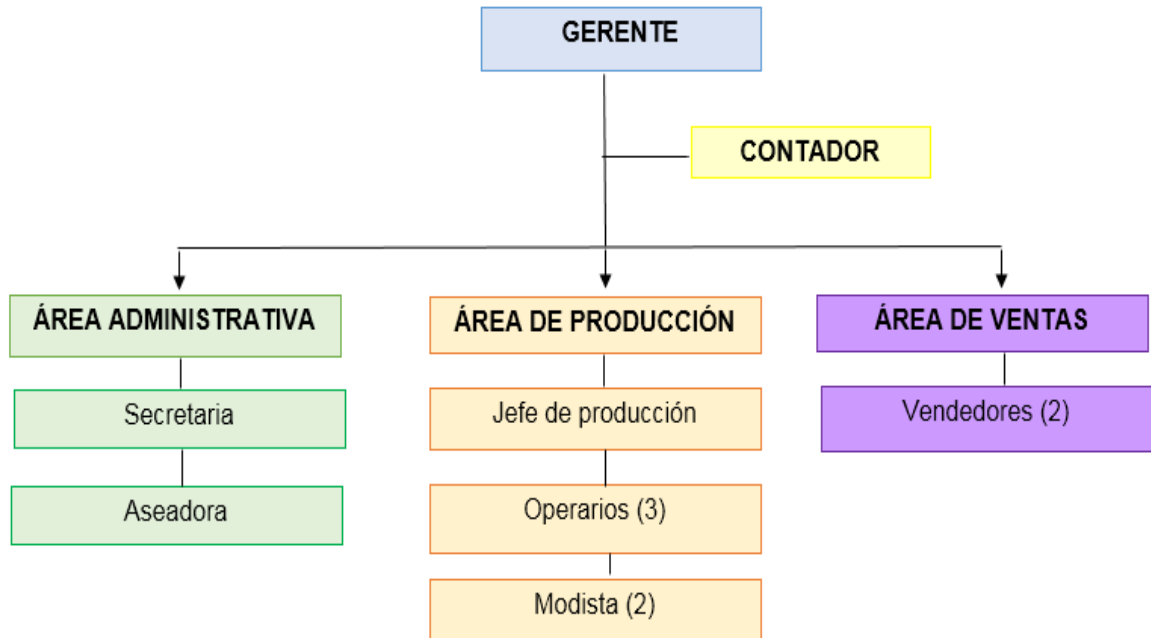 GERENTE
CONTADOR
ÁREA ADMINISTRATIVA
Secretaria
Aseadora
ÁREA DE PRODUCCIÓN
Jefe de producción
Operarios (3)
Modista (2)
ÁREA DE VENTAS
Vendedores (2)